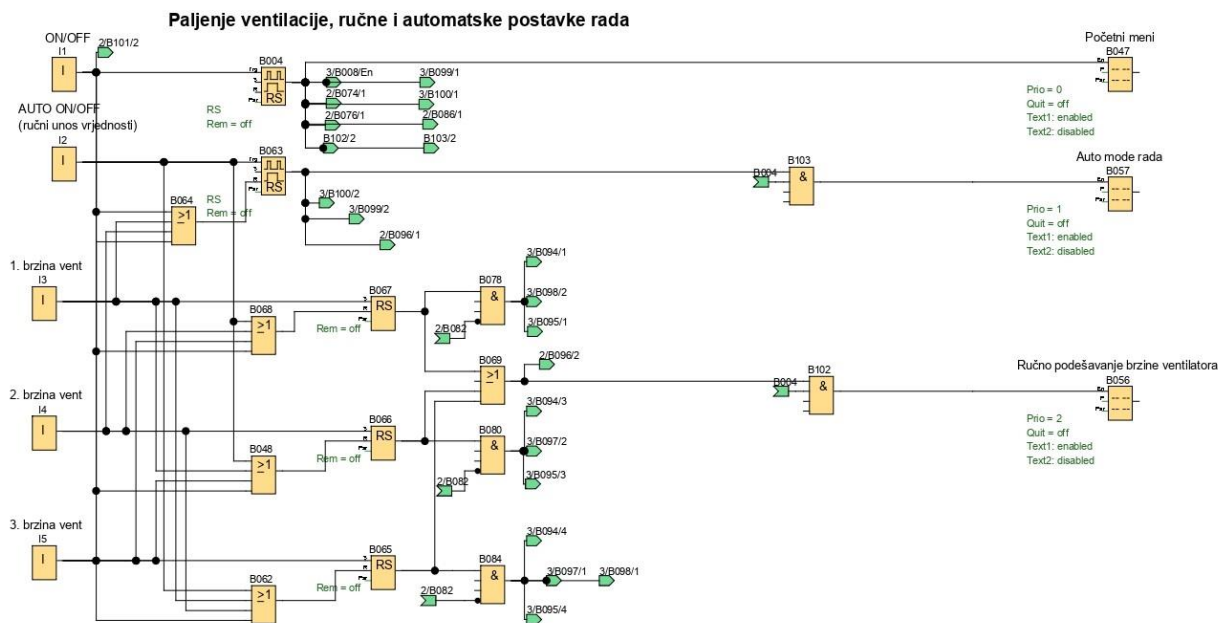 Paljenje ventilacije, ručne i automatske postavke rada
ON/OFF
I1
I
2/B101/2
B004
RS
RS
Rem = off
3/B008/En
3/B099/1
2/B074/1
3/B100/1
2/B076/1
2/B086/1
B102/2
B103/2
Početni meni
B047
Prio = 0
Quit = off
Text1: enabled
Text2: disabled
AUTO ON/OFF
(ručni unos vrjednosti)
I2
I
B063
RS
RS
Rem = off
B064
≥1
3/B100/2
3/B099/2
2/B096/1
B004
B103
&
Auto mode rada
B057
Prio = 1
Quit = off
Text1: enabled
Text2: disabled
1. brzina vent
I3
I
B068
≥1
B067
RS
Rem = off
B078
&
2/B082
3/B094/1
3/B098/2
3/B095/1
B069
≥1
2/B096/2
B004
B102
&
Ručno podešavanje brzine ventilatora
B056
Prio = 2
Quit = off
Text1: enabled
Text2: disabled
2. brzina vent
I4
I
B048
≥1
B066
RS
Rem = off
B080
&
2/B082
3/B094/3
3/B097/2
3/B095/3
3. brzina vent
I5
I
B062
≥1
B065
RS
Rem = off
B084
&
2/B082
3/B094/4
3/B097/1
3/B098/1
3/B095/4